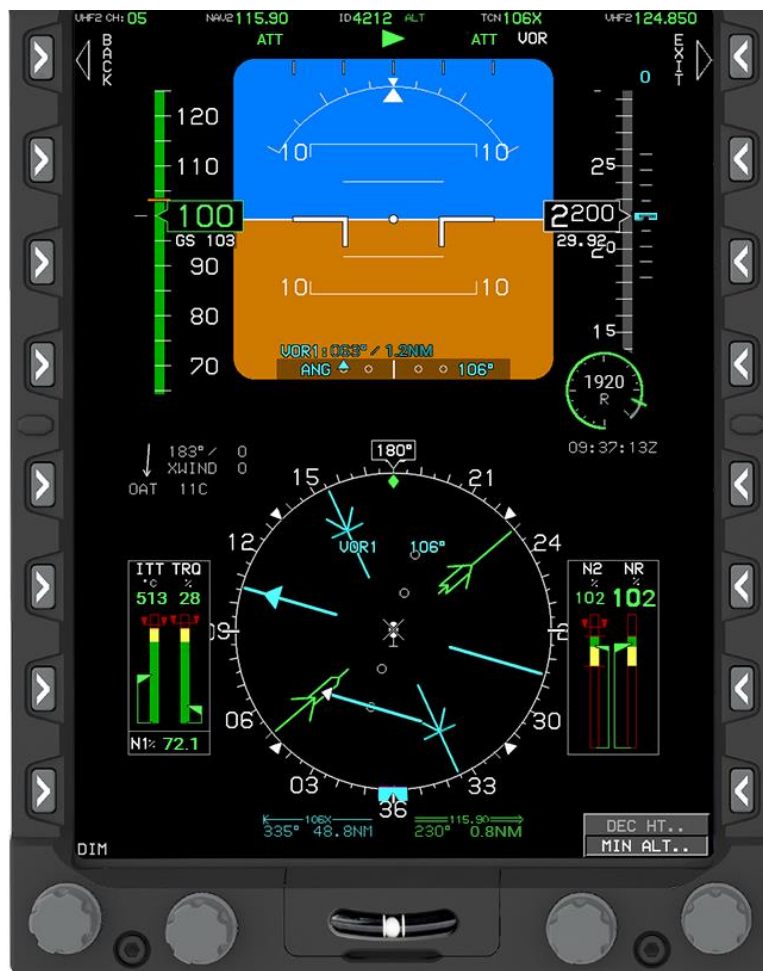 VHF2 CH:05 NAV2 115.90 ID 4212 ALT TCN 106X VHF2 124.850
BACK ATT ATT VOR EXIT
0
120
10 10
110 25
100 2200
GS 103 29.92
90 20
10 10
80
15
VOR1:063°/ 1.2NM
70 ANG 106° 1920
R
183°/ 0 180° 09:37:13Z
XWIND 0
OAT 11C 15 21
12 VOR1 106° 24
ITT TRQ N2 NR
°C % % %
513 28 102 102
09
06 30
N1% 72.1
03 33
36
106X 115.90
335° 48.8NM 230° 0.8NM
DEC HT..
DIM MIN ALT..